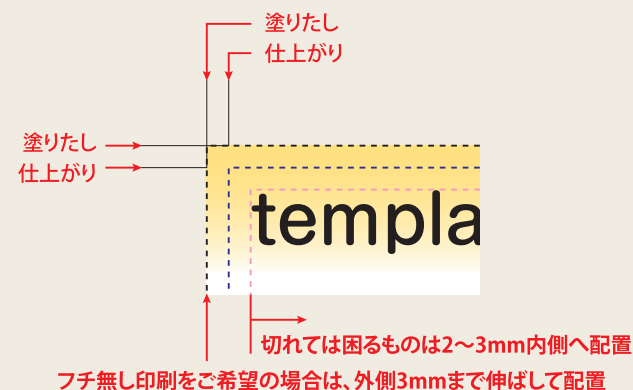 塗りたし
仕上がり
塗りたし
仕上がり
templa
切れては困るものは2〜3mm内側へ配置
フチ無し印刷をご希望の場合は、外側3mmまで伸ばして配置